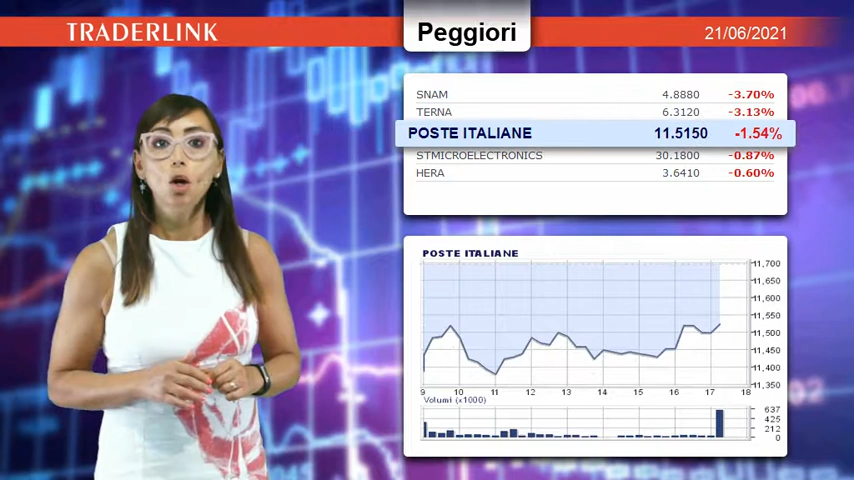 TRADERLINK
Peggiori
21/06/2021
SNAM 4.8880 -3.70%
TERNA 6.3120 -3.13%
POSTE ITALIANE 11.5150 -1.54%
STMICROELECTRONICS 30.1800 -0.87%
HERA 3.6410 -0.60%
POSTE ITALIANE
11,700
11,650
11,600
11,550
11,500
11,450
11,400
11,350
9 10 11 12 13 14 15 16 17 18
Volumi (x1000)
637
425
212
0